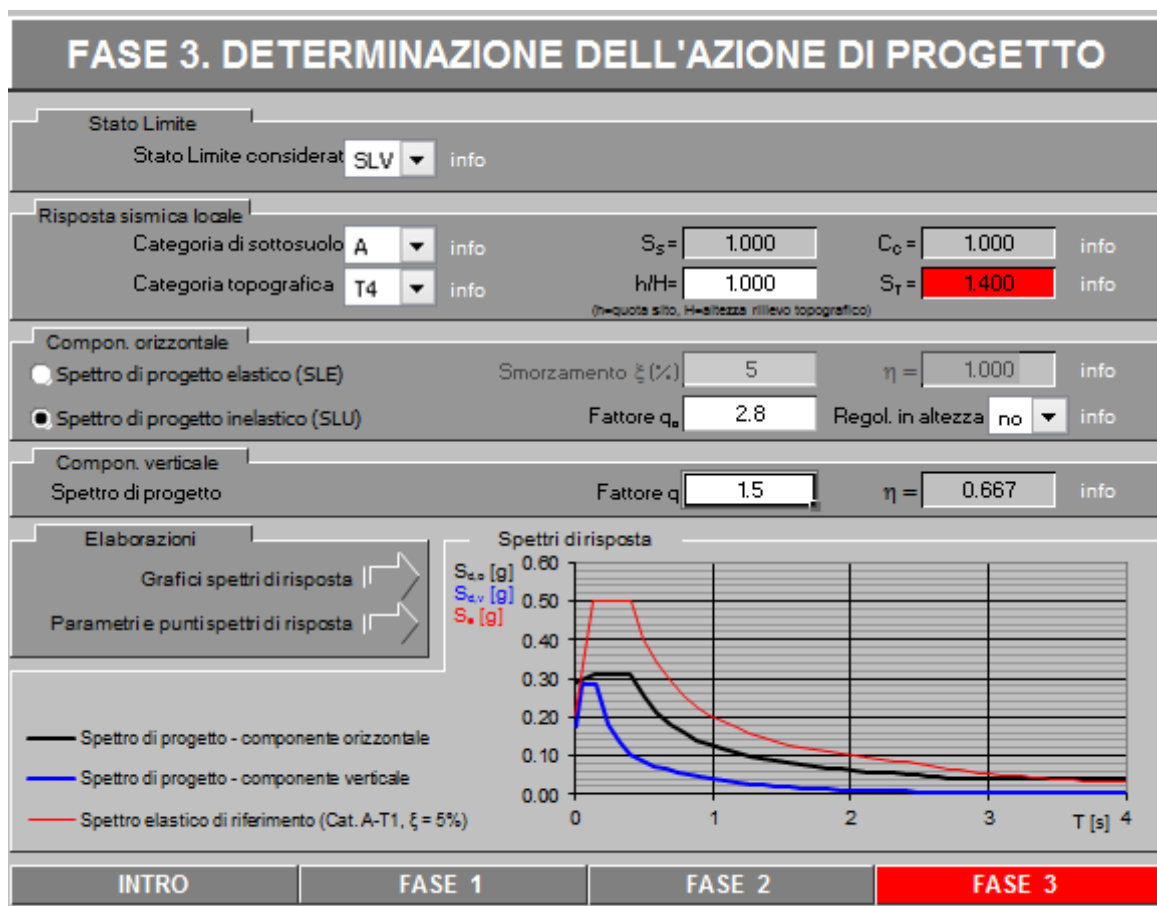 FASE 3. DETERMINAZIONE DELL'AZIONE DI PROGETTO
Stato Limite
Stato Limite considerat SLV info
Risposta sismica locale
Categoria di sottosuolo A info SS = 1.000 CC = 1.000 info
Categoria topografica T4 info h/H= 1.000 ST = 1.400 info
(h=quota sito, H=altezza rilievo topografico)
Compon. orizzontale
Spettro di progetto elastico (SLE) Smorzamento ξ (%) 5 η = 1.000 info
Spettro di progetto inelastico (SLU) Fattore qo 2.8 Regol. in altezza no info
Compon. verticale
Spettro di progetto Fattore q 1.5 η = 0.667 info
Elaborazioni
Grafici spettri di risposta
Parametri e punti spettri di risposta
Spettri di risposta
Sd,o [g]
Sd,v [g]
Se [g]
0.60
0.50
0.40
0.30
0.20
0.10
0.00
0 1 2 3 T [s] 4
Spettro di progetto - componente orizzontale
Spettro di progetto - componente verticale
Spettro elastico di riferimento (Cat. A-T1, ξ = 5%)
INTRO FASE 1 FASE 2 FASE 3